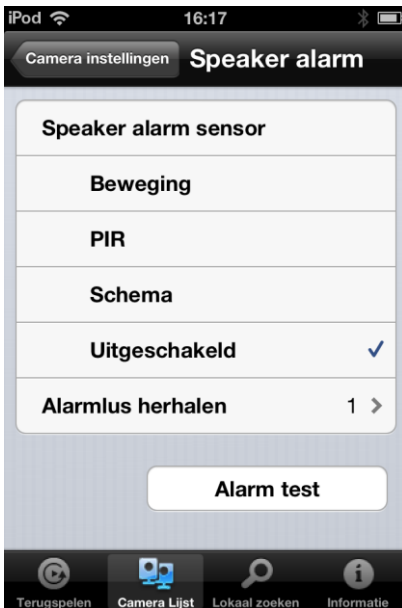 iPod 16:17
Camera instellingen Speaker alarm
Speaker alarm sensor
Beweging
PIR
Schema
Uitgeschakeld
Alarmlus herhalen 1
Alarm test
Terugspelen Camera Lijst Lokaal zoeken Informatie